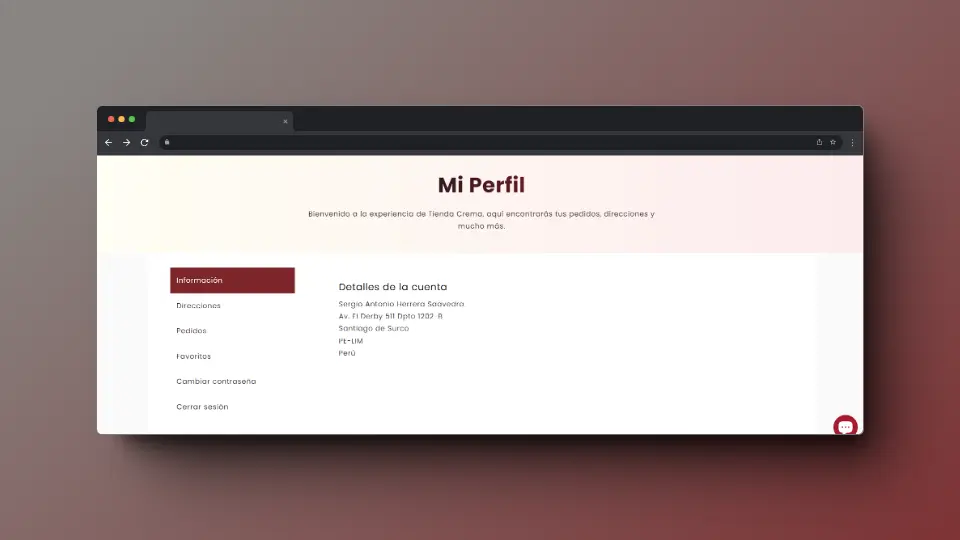 Mi Perfil
Bienvenido a la experiencia de Tienda Crema, aquí encontrarás tus pedidos, direcciones y
mucho más.
Información
Direcciones
Pedidos
Favoritos
Cambiar contraseña
Cerrar sesión
Detalles de la cuenta
Sergio Antonio Herrera Saavedra
Av. El Derby 511 Dpto 1202-B
Santiago de Surco
PE-LIM
Perú